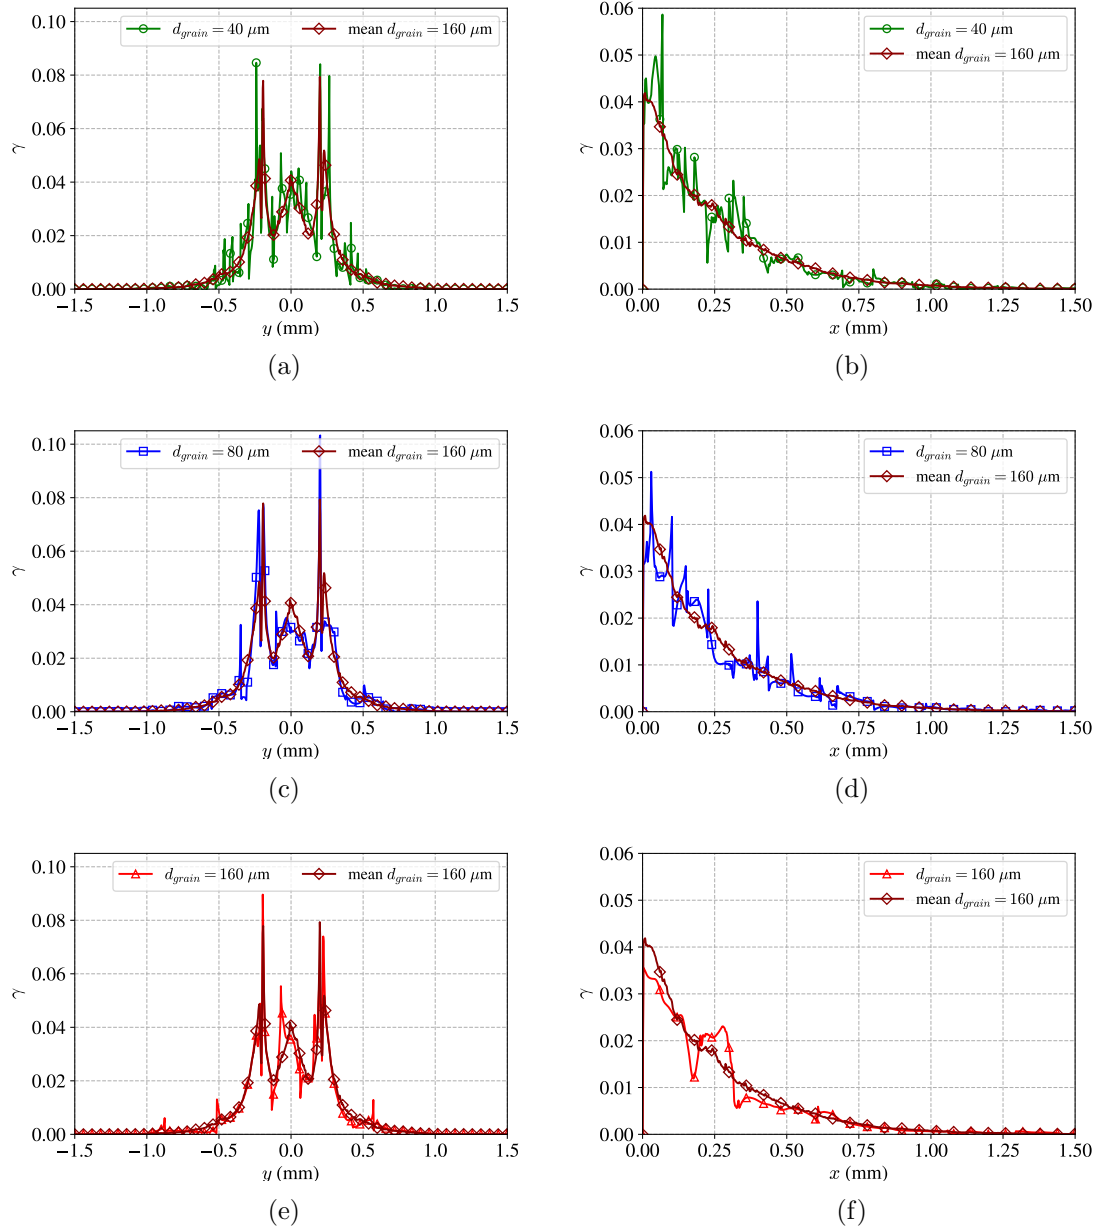 0.10
0.08
0.06
0.04
0.02
0.00
γ
d_grain = 40 μm
mean d_grain = 160 μm
−1.5 −1.0 −0.5 0.0 0.5 1.0 1.5
y (mm)
(a)
0.06
0.05
0.04
0.03
0.02
0.01
0.00
γ
d_grain = 40 μm
mean d_grain = 160 μm
0.00 0.25 0.50 0.75 1.00 1.25 1.50
x (mm)
(b)
0.10
0.08
0.06
0.04
0.02
0.00
γ
d_grain = 80 μm
mean d_grain = 160 μm
−1.5 −1.0 −0.5 0.0 0.5 1.0 1.5
y (mm)
(c)
0.06
0.05
0.04
0.03
0.02
0.01
0.00
γ
d_grain = 80 μm
mean d_grain = 160 μm
0.00 0.25 0.50 0.75 1.00 1.25 1.50
x (mm)
(d)
0.10
0.08
0.06
0.04
0.02
0.00
γ
d_grain = 160 μm
mean d_grain = 160 μm
−1.5 −1.0 −0.5 0.0 0.5 1.0 1.5
y (mm)
(e)
0.06
0.05
0.04
0.03
0.02
0.01
0.00
γ
d_grain = 160 μm
mean d_grain = 160 μm
0.00 0.25 0.50 0.75 1.00 1.25 1.50
x (mm)
(f)